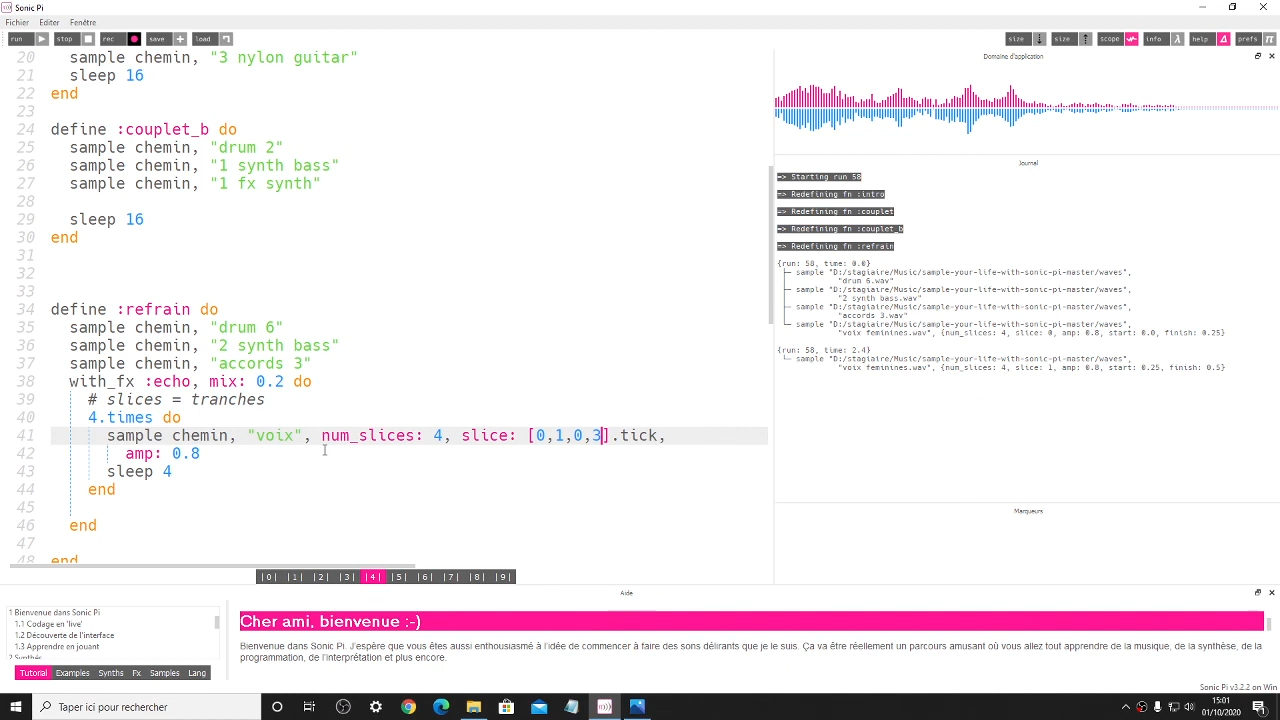 Sonic Pi
Fichier Editer Fenêtre
run stop rec save load size size scope info help prefs
20 sample chemin, "3 nylon guitar"
21 sleep 16
22 end
23
24 define :couplet_b do
25 sample chemin, "drum 2"
26 sample chemin, "1 synth bass"
27 sample chemin, "1 fx synth"
28
29 sleep 16
30 end
31
32
33
34 define :refrain do
35 sample chemin, "drum 6"
36 sample chemin, "2 synth bass"
37 sample chemin, "accords 3"
38 with_fx :echo, mix: 0.2 do
39 # slices = tranches
40 4.times do
41 sample chemin, "voix", num_slices: 4, slice: [0,1,0,3].tick,
42 amp: 0.8
43 sleep 4
44 end
45
46 end
47
48 end
|0| |1| |2| |3| |4| |5| |6| |7| |8| |9|
Domaine d'application
Journal
=> Starting run 58
=> Redefining fn :intro
=> Redefining fn :couplet
=> Redefining fn :couplet_b
=> Redefining fn :refrain
{run: 58, time: 0.0}
sample "D:/stagiaire/Music/sample-your-life-with-sonic-pi-master/waves",
"drum 6.wav"
sample "D:/stagiaire/Music/sample-your-life-with-sonic-pi-master/waves",
"2 synth bass.wav"
sample "D:/stagiaire/Music/sample-your-life-with-sonic-pi-master/waves",
"accords 3.wav"
sample "D:/stagiaire/Music/sample-your-life-with-sonic-pi-master/waves",
"voix feminines.wav", {num_slices: 4, slice: 0, amp: 0.8, start: 0.0, finish: 0.25}
{run: 58, time: 2.4}
sample "D:/stagiaire/Music/sample-your-life-with-sonic-pi-master/waves",
"voix feminines.wav", {num_slices: 4, slice: 1, amp: 0.8, start: 0.25, finish: 0.5}
Marqueurs
Aide
1 Bienvenue dans Sonic Pi
1.1 Codage en 'live'
1.2 Découverte de l'interface
1.3 Apprendre en jouant
2 Synthés
Tutorial Examples Synths Fx Samples Lang
Cher ami, bienvenue :-)
Bienvenue dans Sonic Pi. J'espère que vous êtes aussi enthousiasmé à l'idée de commencer à faire des sons délirants que je le suis. Ça va être réellement un parcours amusant où vous allez tout apprendre de la musique, de la synthèse, de la
programmation, de l'interprétation et plus encore.
Sonic Pi v3.2.2 on Win
Taper ici pour rechercher
15:01
01/10/2020